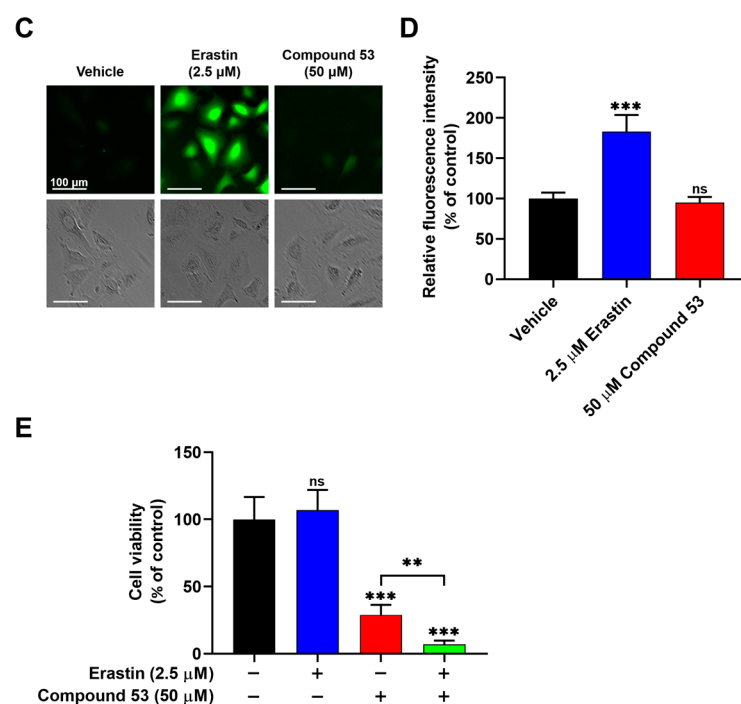 C
Vehicle
Erastin
(2.5 µM)
Compound 53
(50 µM)
100 µm
D
Relative fluorescence intensity
(% of control)
250
200
150
100
50
0
***
ns
Vehicle
2.5 µM Erastin
50 µM Compound 53
E
Cell viability
(% of control)
150
100
50
0
ns
**
***
***
Erastin (2.5 µM) − + − +
Compound 53 (50 µM) − − + +